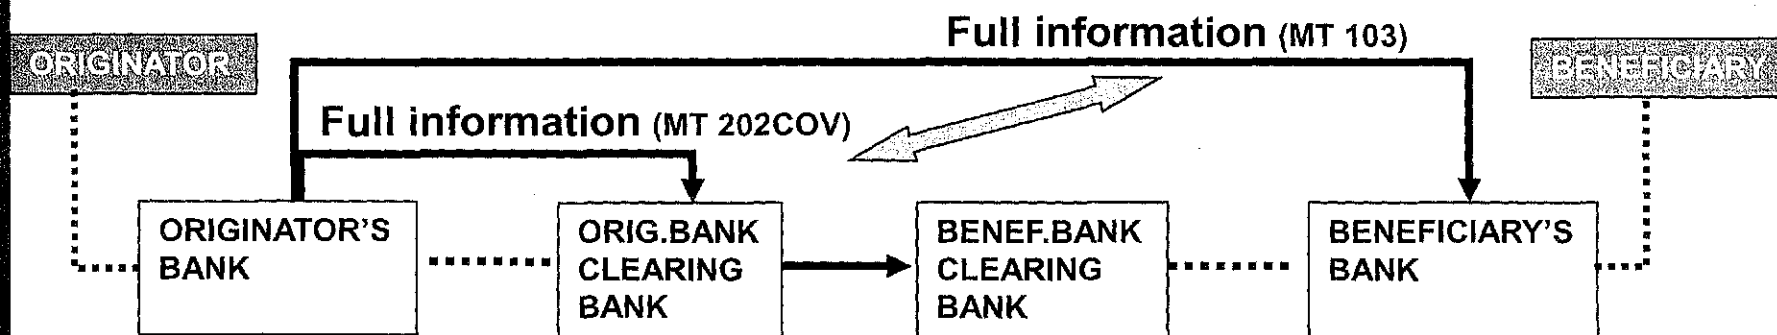 Full information (MT 103)
ORIGINATOR
BENEFICIARY
Full information (MT 202COV)
ORIGINATOR'S
BANK
ORIG.BANK
CLEARING
BANK
BENEF.BANK
CLEARING
BANK
BENEFICIARY'S
BANK